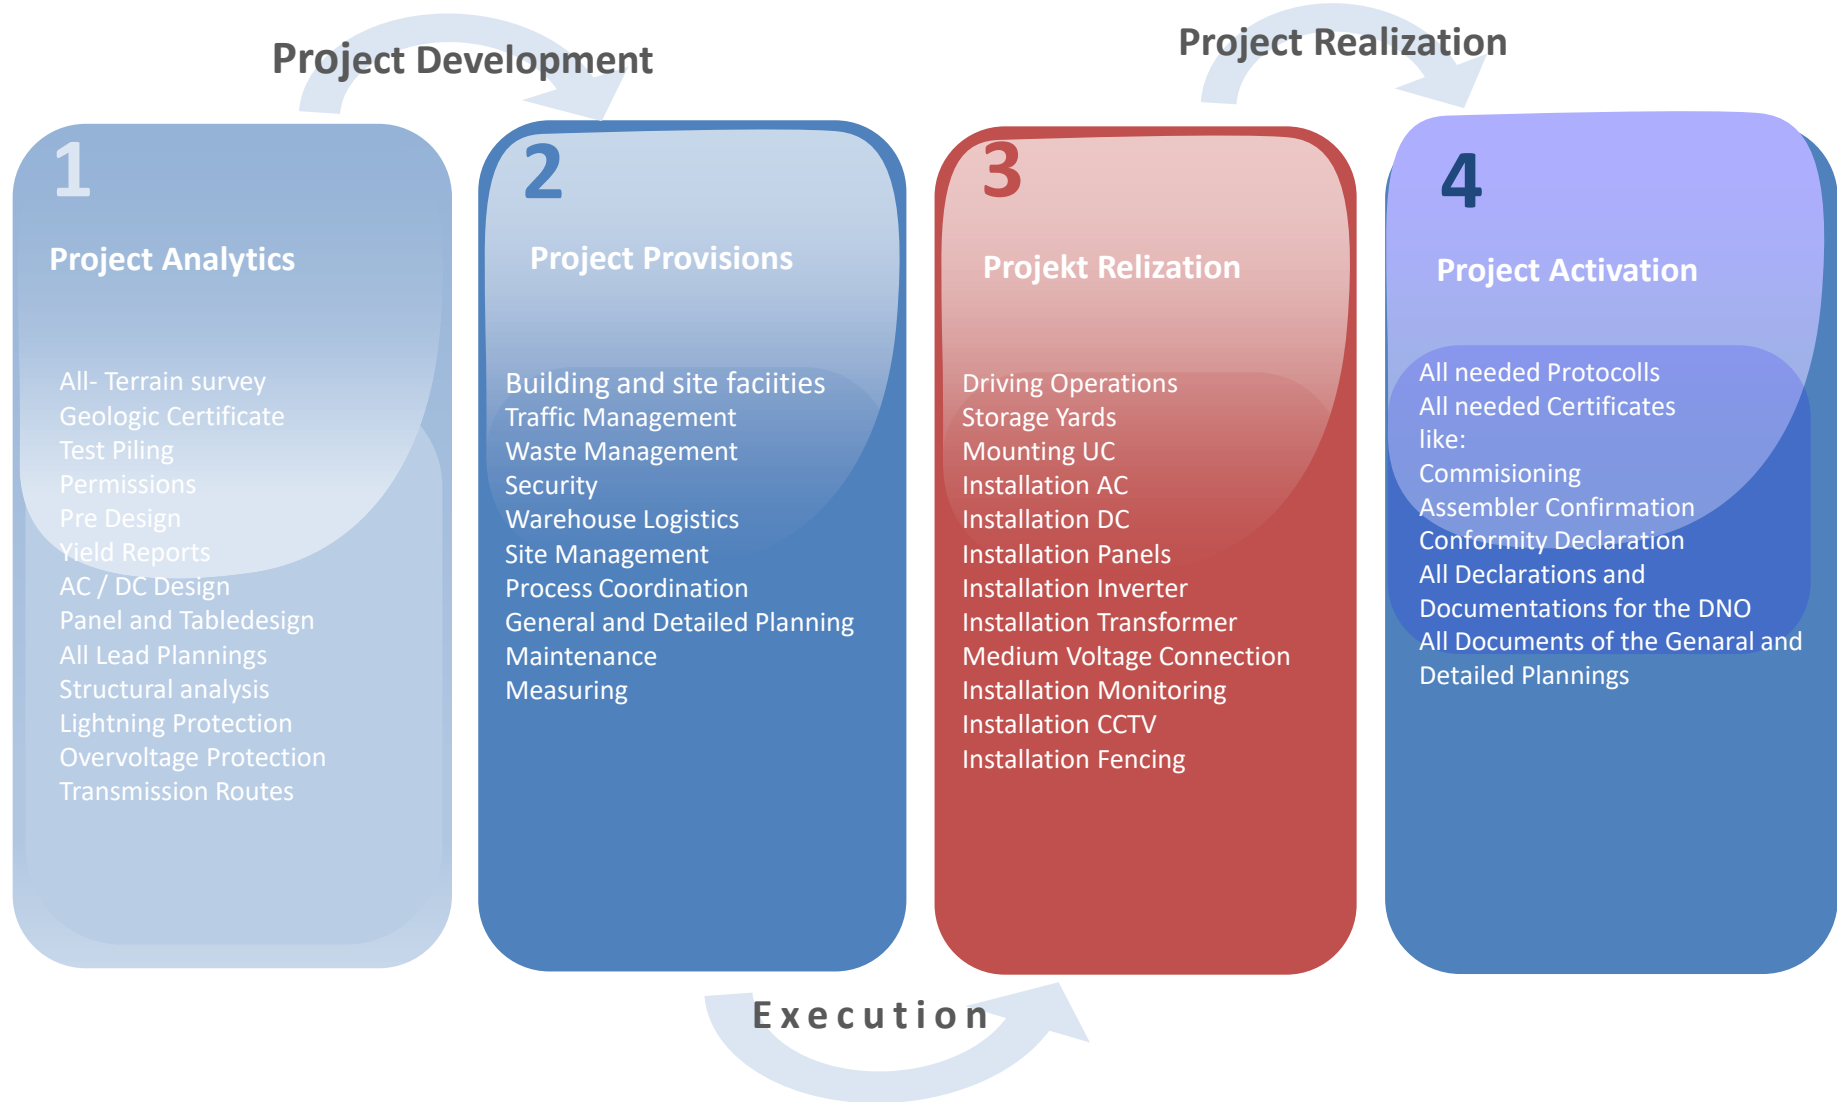 Project Development
Project Realization
1
Project Analytics
All- Terrain survey
Geologic Certificate
Test Piling
Permissions
Pre Design
Yield Reports
AC / DC Design
Panel and Tabledesign
All Lead Plannings
Structural analysis
Lightning Protection
Overvoltage Protection
Transmission Routes
2
Project Provisions
Building and site faciities
Traffic Management
Waste Management
Security
Warehouse Logistics
Site Management
Process Coordination
General and Detailed Planning
Maintenance
Measuring
3
Projekt Relization
Driving Operations
Storage Yards
Mounting UC
Installation AC
Installation DC
Installation Panels
Installation Inverter
Installation Transformer
Medium Voltage Connection
Installation Monitoring
Installation CCTV
Installation Fencing
4
Project Activation
All needed Protocolls
All needed Certificates
like:
Commisioning
Assembler Confirmation
Conformity Declaration
All Declarations and
Documentations for the DNO
All Documents of the Genaral and
Detailed Plannings
Execution